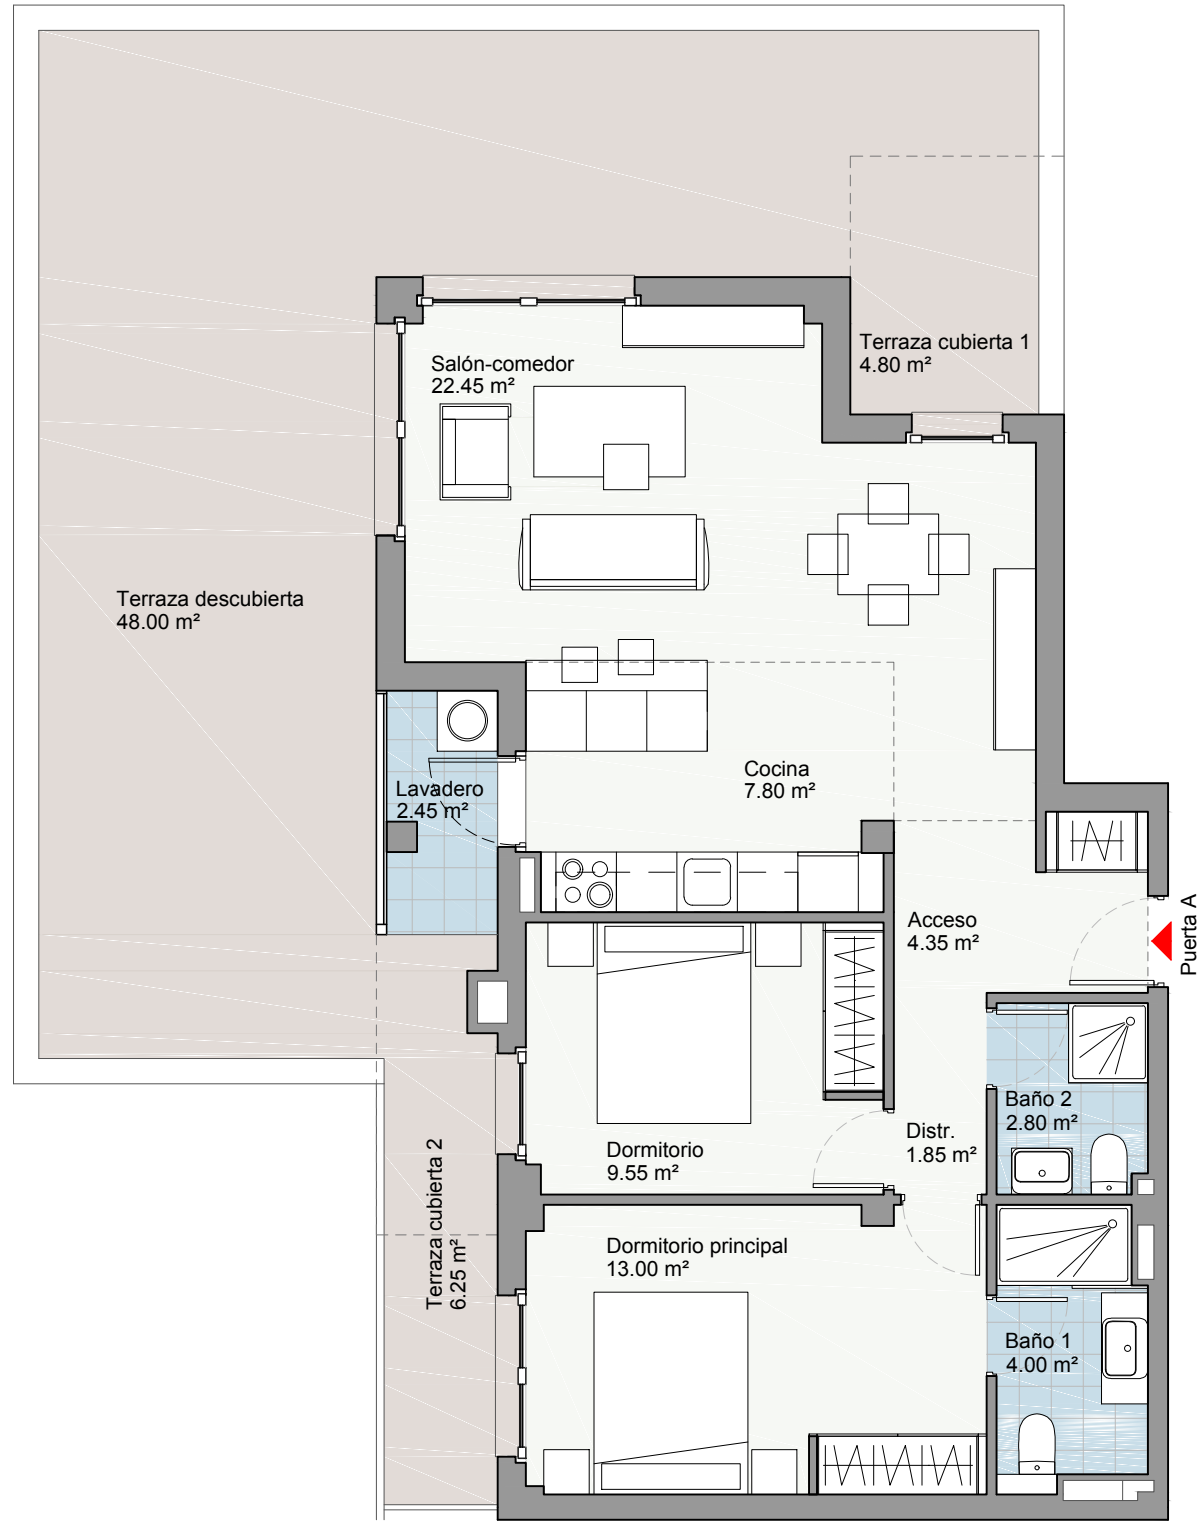 Terraza cubierta 1
4.80 m²
Salón-comedor
22.45 m²
Terraza descubierta
48.00 m²
Cocina
7.80 m²
Lavadero
2.45 m²
Acceso
4.35 m²
Puerta A
Baño 2
2.80 m²
Distr.
1.85 m²
Dormitorio
9.55 m²
Terraza cubierta 2
6.25 m²
Dormitorio principal
13.00 m²
Baño 1
4.00 m²